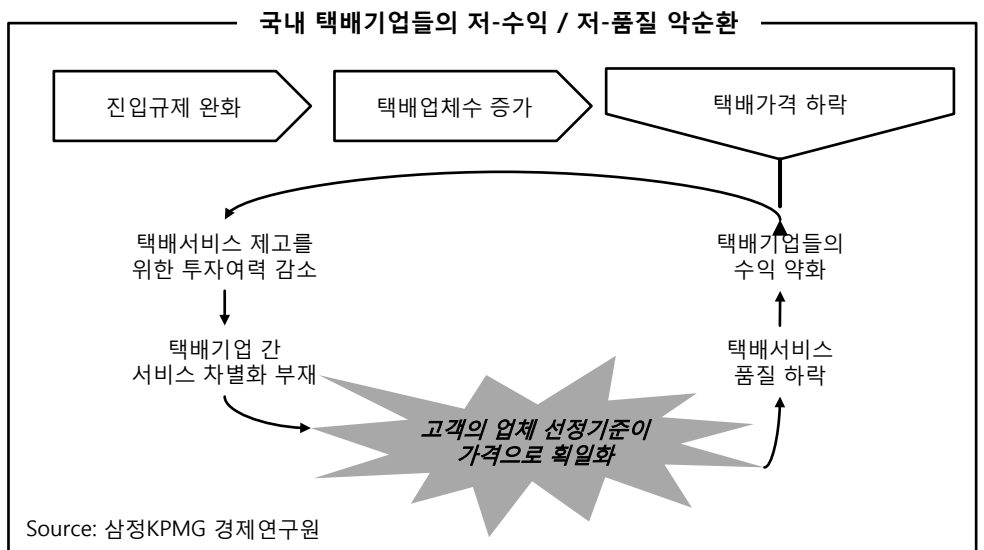 국내 택배기업들의 저-수익 / 저-품질 악순환
진입규제 완화
택배업체수 증가
택배가격 하락
택배서비스 제고를
위한 투자여력 감소
택배기업들의
수익 약화
택배기업 간
서비스 차별화 부재
택배서비스
품질 하락
고객의 업체 선정기준이
가격으로 획일화
Source: 삼정KPMG 경제연구원